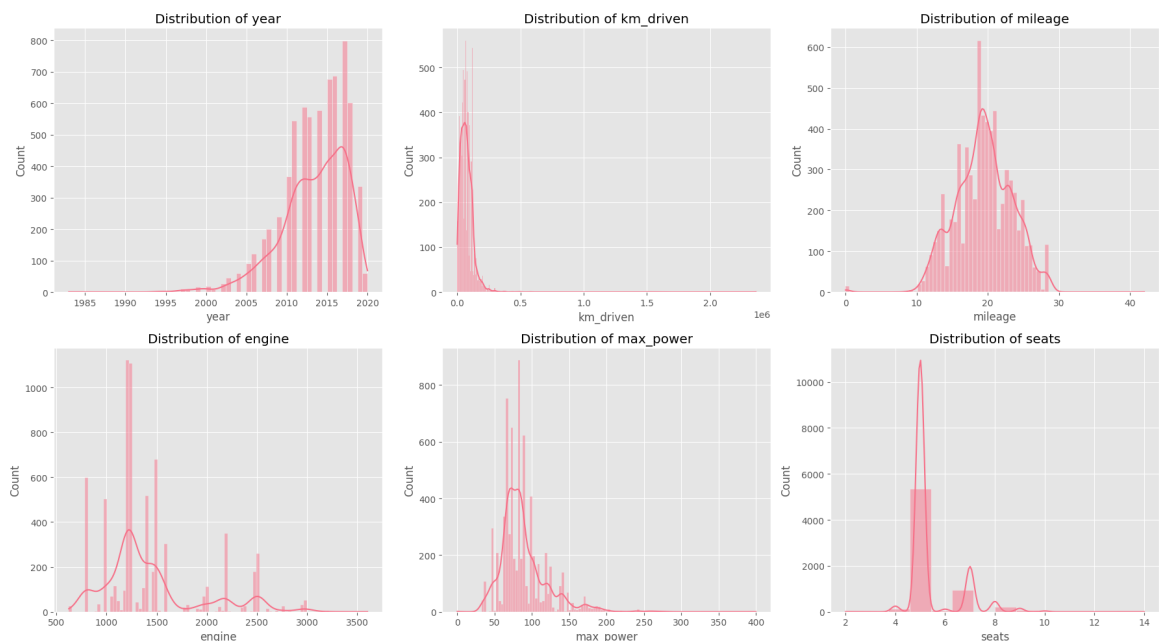 Distribution of year
Count
800
700
600
500
400
300
200
100
0
1985 1990 1995 2000 2005 2010 2015 2020
year
Distribution of km_driven
Count
500
400
300
200
100
0
0.0 0.5 1.0 1.5 2.0
1e6
km_driven
Distribution of mileage
Count
600
500
400
300
200
100
0
0 10 20 30 40
mileage
Distribution of engine
Count
1000
800
600
400
200
0
500 1000 1500 2000 2500 3000 3500
engine
Distribution of max_power
Count
800
600
400
200
0
0 50 100 150 200 250 300 350 400
max_power
Distribution of seats
Count
10000
8000
6000
4000
2000
0
2 4 6 8 10 12 14
seats